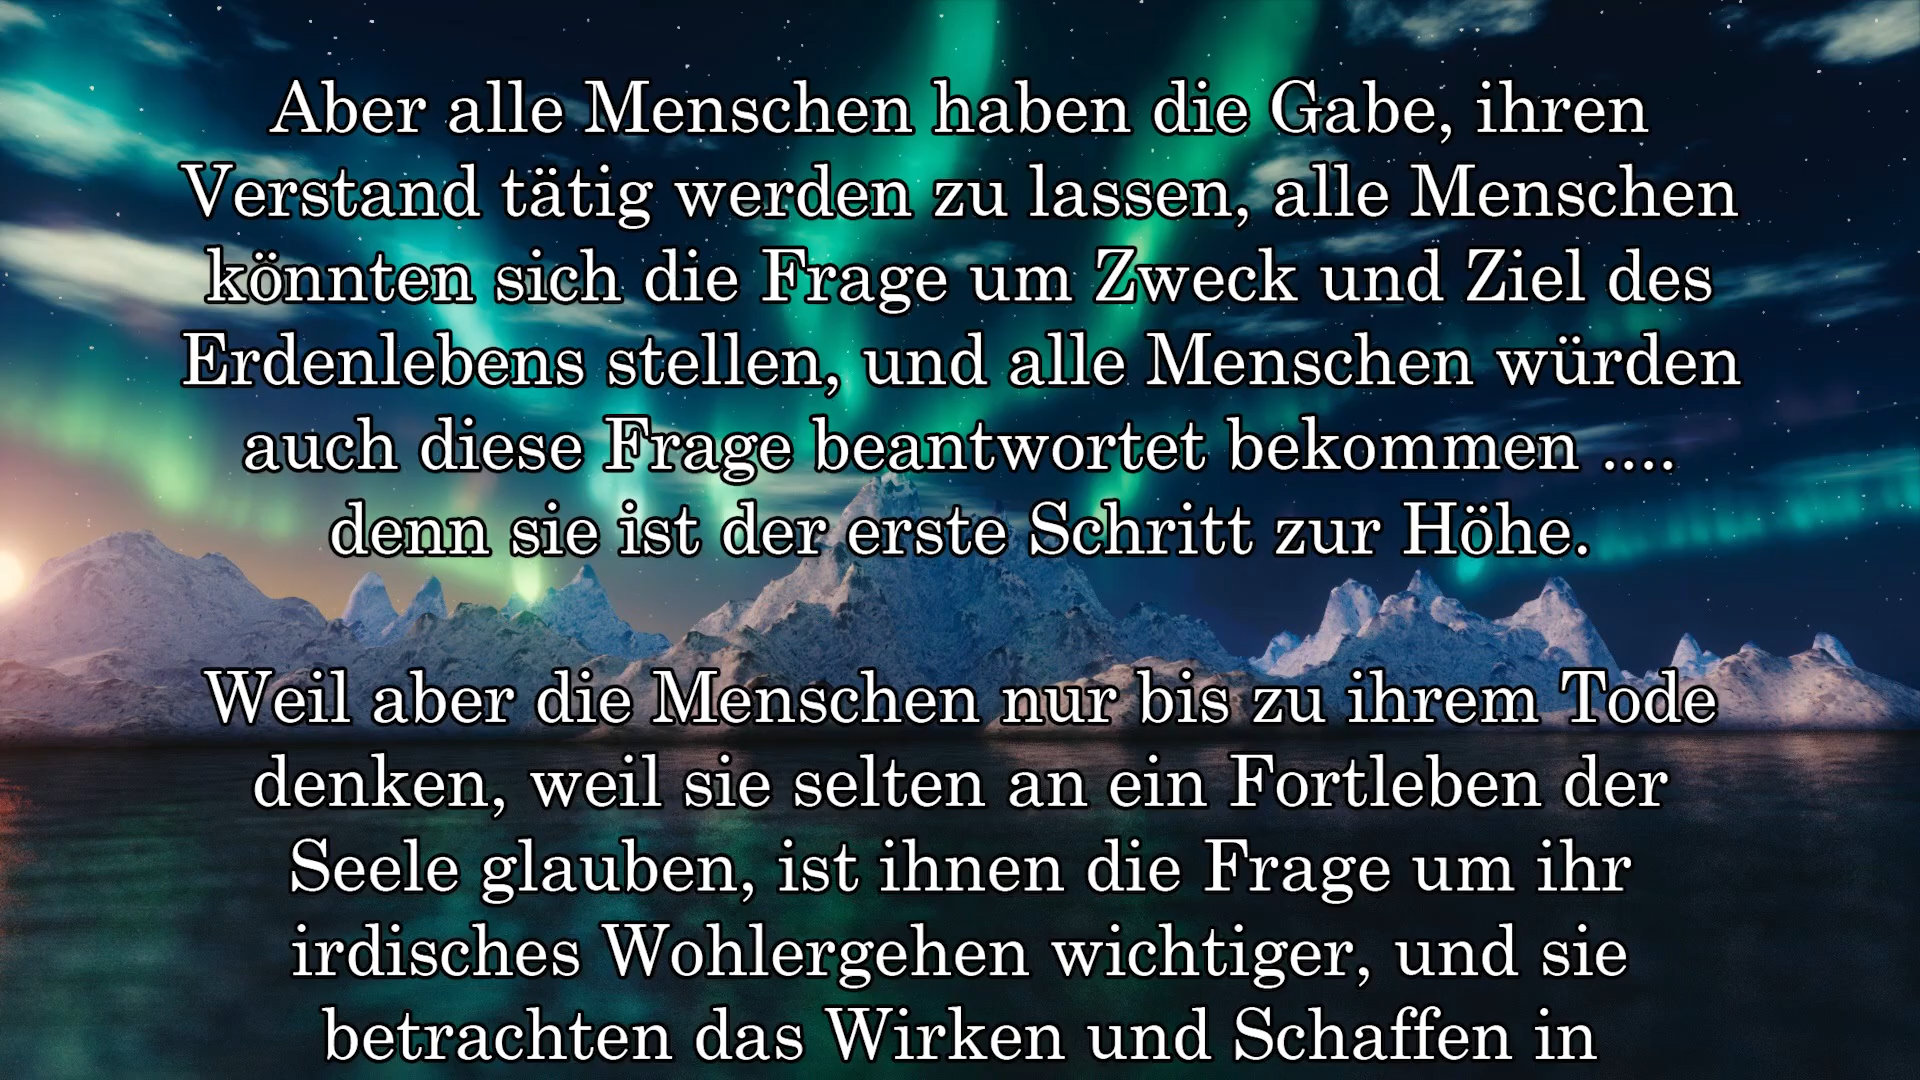 Aber alle Menschen haben die Gabe, ihren
Verstand tätig werden zu lassen, alle Menschen
könnten sich die Frage um Zweck und Ziel des
Erdenlebens stellen, und alle Menschen würden
auch diese Frage beantwortet bekommen ....
denn sie ist der erste Schritt zur Höhe.
Weil aber die Menschen nur bis zu ihrem Tode
denken, weil sie selten an ein Fortleben der
Seele glauben, ist ihnen die Frage um ihr
irdisches Wohlergehen wichtiger, und sie
betrachten das Wirken und Schaffen in